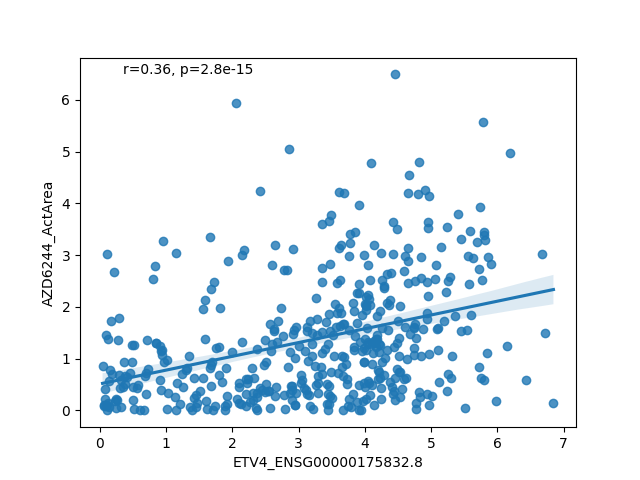 r=0.36, p=2.8e-15
AZD6244_ActArea
6
5
4
3
2
1
0
0 1 2 3 4 5 6 7
ETV4_ENSG00000175832.8